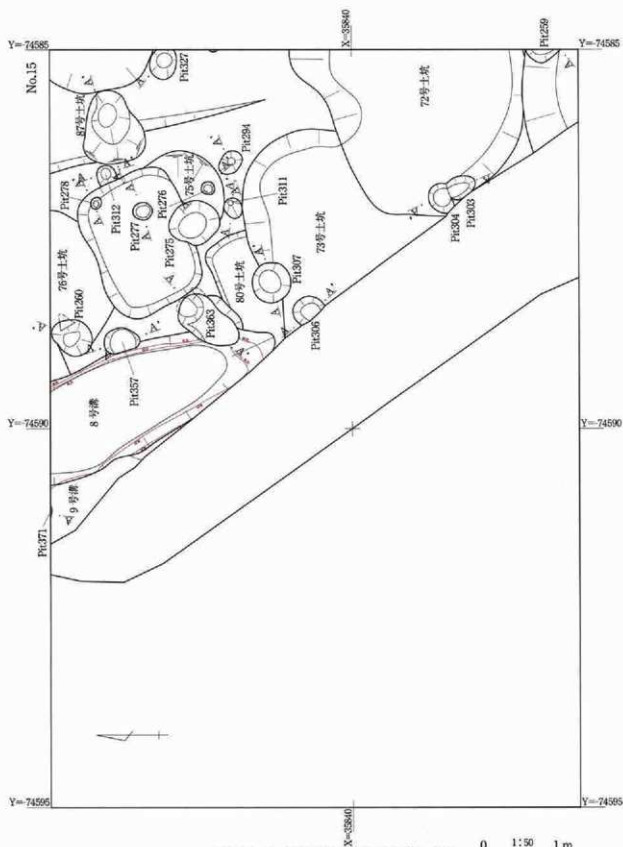 Y=-74585
X=35840
Y=-74585
No.15
87号土坑
Pit327
72号土坑
Pit259
Pit294
75号土坑
Pit278
Pit312
Pit277
Pit276
Pit275
Pit311
73号土坑
Pit304
Pit303
76号土坑
Pit260
80号土坑
Pit307
Pit363
Pit306
Pit357
8号溝
Y=-74590
Y=-74590
9号溝
Pit371
Y=-74595
X=35840
Y=-74595
0 1:50 1m